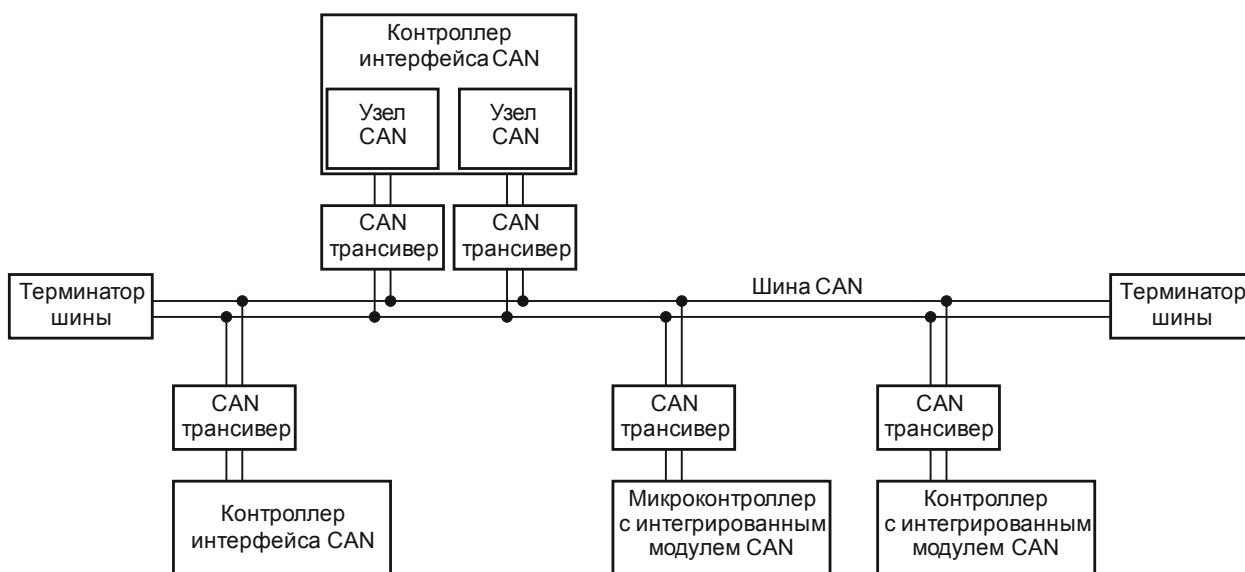 Контроллер
интерфейса CAN
Узел
CAN
Узел
CAN
CAN
трансивер
CAN
трансивер
Терминатор
шины
Шина CAN
Терминатор
шины
CAN
трансивер
CAN
трансивер
CAN
трансивер
Контроллер
интерфейса CAN
Микроконтроллер
с интегрированным
модулем CAN
Контроллер
с интегрированным
модулем CAN